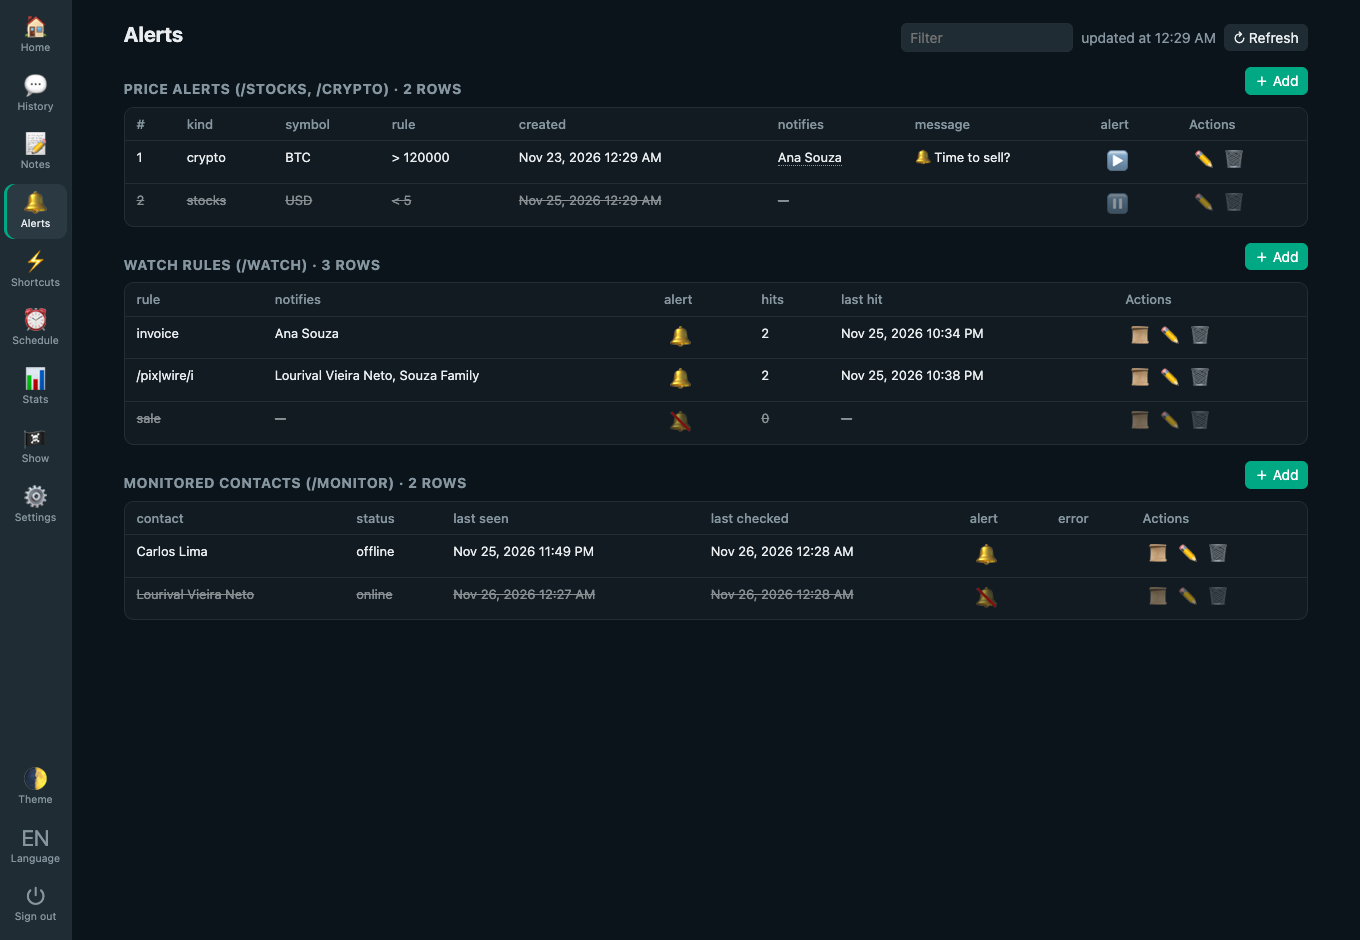 Home
History
Notes
Alerts
Shortcuts
Schedule
Stats
Show
Settings
Theme
EN
Language
Sign out
Alerts
Filter
updated at 12:29 AM
Refresh
PRICE ALERTS (/STOCKS, /CRYPTO) · 2 ROWS
+ Add
# kind symbol rule created notifies message alert Actions
1 crypto BTC > 120000 Nov 23, 2026 12:29 AM Ana Souza Time to sell?
2 stocks USD < 5 Nov 25, 2026 12:29 AM —
WATCH RULES (/WATCH) · 3 ROWS
+ Add
rule notifies alert hits last hit Actions
invoice Ana Souza 2 Nov 25, 2026 10:34 PM
/pix|wire/i Lourival Vieira Neto, Souza Family 2 Nov 25, 2026 10:38 PM
sale — 0 —
MONITORED CONTACTS (/MONITOR) · 2 ROWS
+ Add
contact status last seen last checked alert error Actions
Carlos Lima offline Nov 25, 2026 11:49 PM Nov 26, 2026 12:28 AM
Lourival Vieira Neto online Nov 26, 2026 12:27 AM Nov 26, 2026 12:28 AM